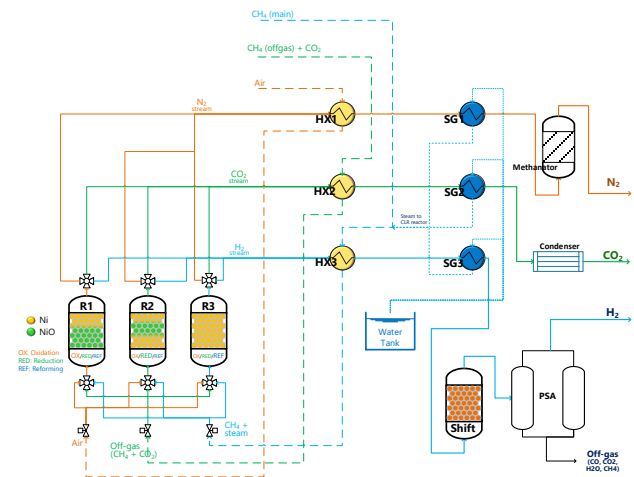 CH₄ (main)
CH₄ (offgas) + CO₂
Air
N₂
stream
HX1
SG1
Methanator
N₂
CO₂
stream
HX2
SG2
Steam to
CLR reactor
Condenser
CO₂
H₂
stream
HX3
SG3
R1
R2
R3
Ni
NiO
OX: Oxidation
RED: Reduction
REF: Reforming
OX/RED/REF
OX/RED/REF
OX/RED/REF
Water
Tank
H₂
PSA
Shift
Air
Off-gas
(CH₄ + CO₂)
CH₄ +
steam
Off-gas
(CO, CO2,
H2O, CH4)